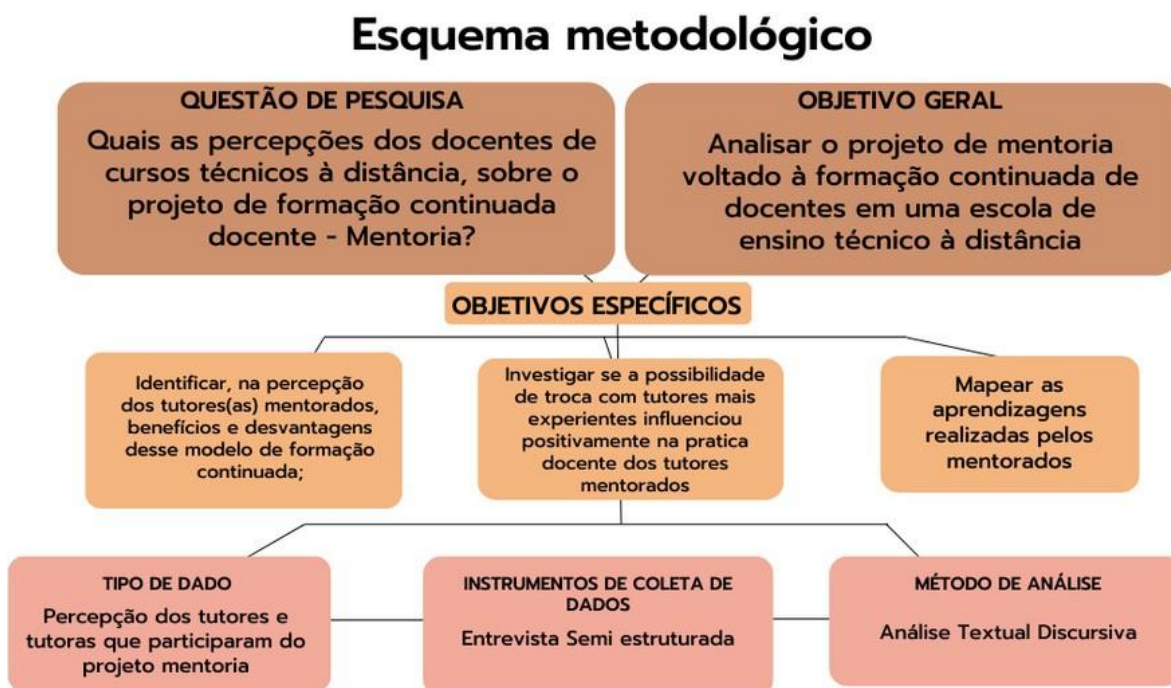 Esquema metodológico
QUESTÃO DE PESQUISA
Quais as percepções dos docentes de
cursos técnicos à distância, sobre o
projeto de formação continuada
docente - Mentoria?
OBJETIVO GERAL
Analisar o projeto de mentoria
voltado à formação continuada de
docentes em uma escola de
ensino técnico à distância
OBJETIVOS ESPECÍFICOS
Identificar, na percepção
dos tutores(as) mentorados,
benefícios e desvantagens
desse modelo de formação
continuada;
Investigar se a possibilidade
de troca com tutores mais
experientes influenciou
positivamente na pratica
docente dos tutores
mentorados
Mapear as
aprendizagens
realizadas pelos
mentorados
TIPO DE DADO
Percepção dos tutores e
tutoras que participaram do
projeto mentoria
INSTRUMENTOS DE COLETA DE
DADOS
Entrevista Semi estruturada
MÉTODO DE ANÁLISE
Análise Textual Discursiva